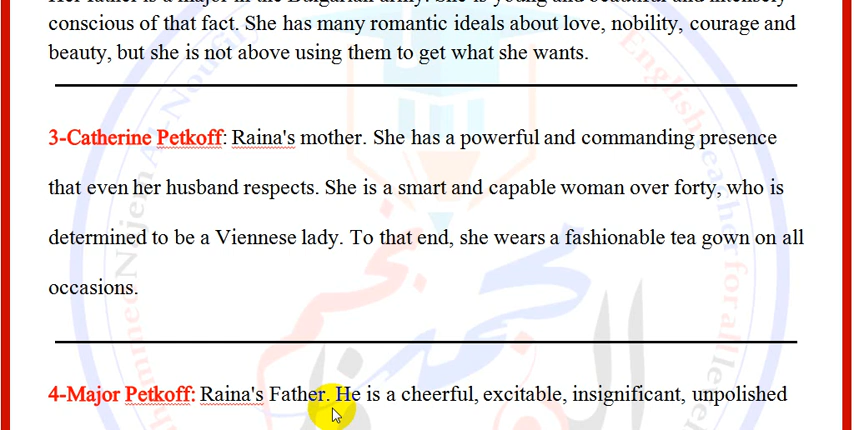 conscious of that fact. She has many romantic ideals about love, nobility, courage and
beauty, but she is not above using them to get what she wants.
3-Catherine Petkoff: Raina's mother. She has a powerful and commanding presence
that even her husband respects. She is a smart and capable woman over forty, who is
determined to be a Viennese lady. To that end, she wears a fashionable tea gown on all
occasions.
4-Major Petkoff: Raina's Father. He is a cheerful, excitable, insignificant, unpolished